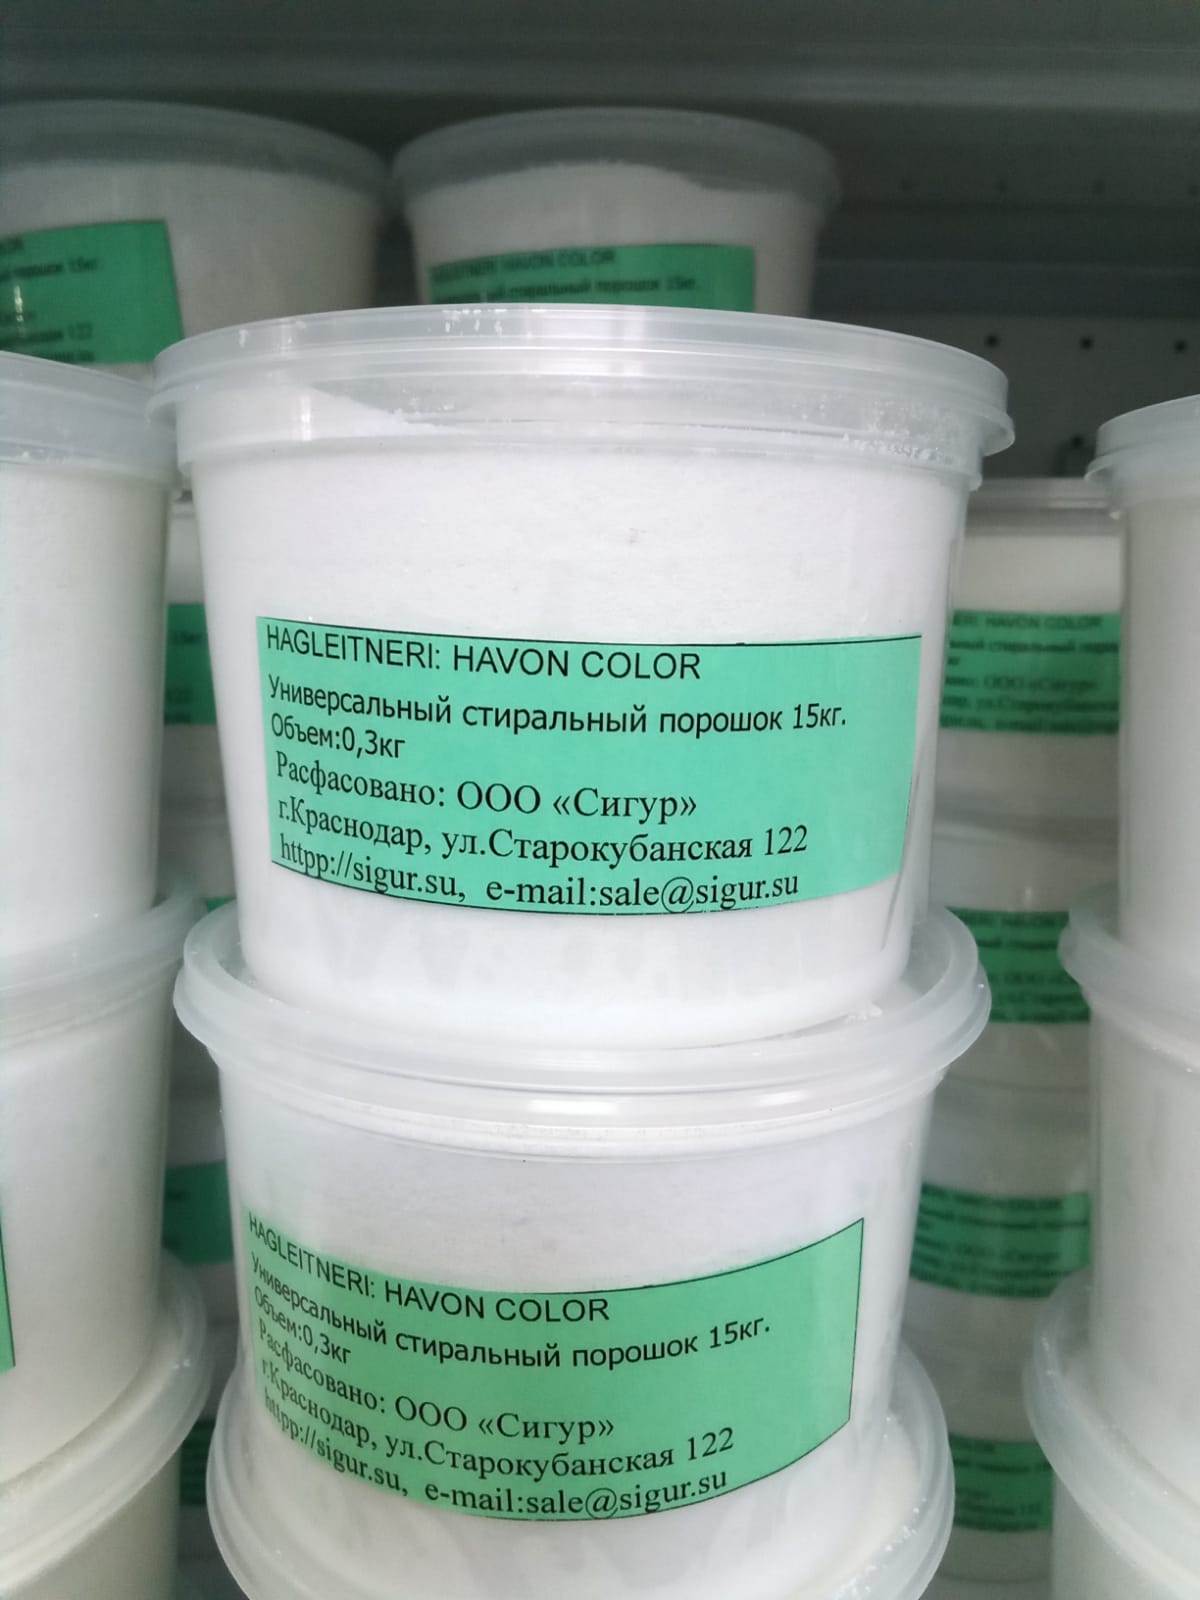 HAGLEITNERI: HAVON COLOR
Универсальный стиральный порошок 15кг.
Объем:0,3кг
Расфасовано: ООО «Сигур»
г.Краснодар, ул.Старокубанская 122
httpp://sigur.su, e-mail:sale@sigur.su
HAGLEITNERI: HAVON COLOR
Универсальный стиральный порошок 15кг.
Объем:0,3кг
Расфасовано: ООО «Сигур»
г.Краснодар, ул.Старокубанская 122
httpp://sigur.su, e-mail:sale@sigur.su